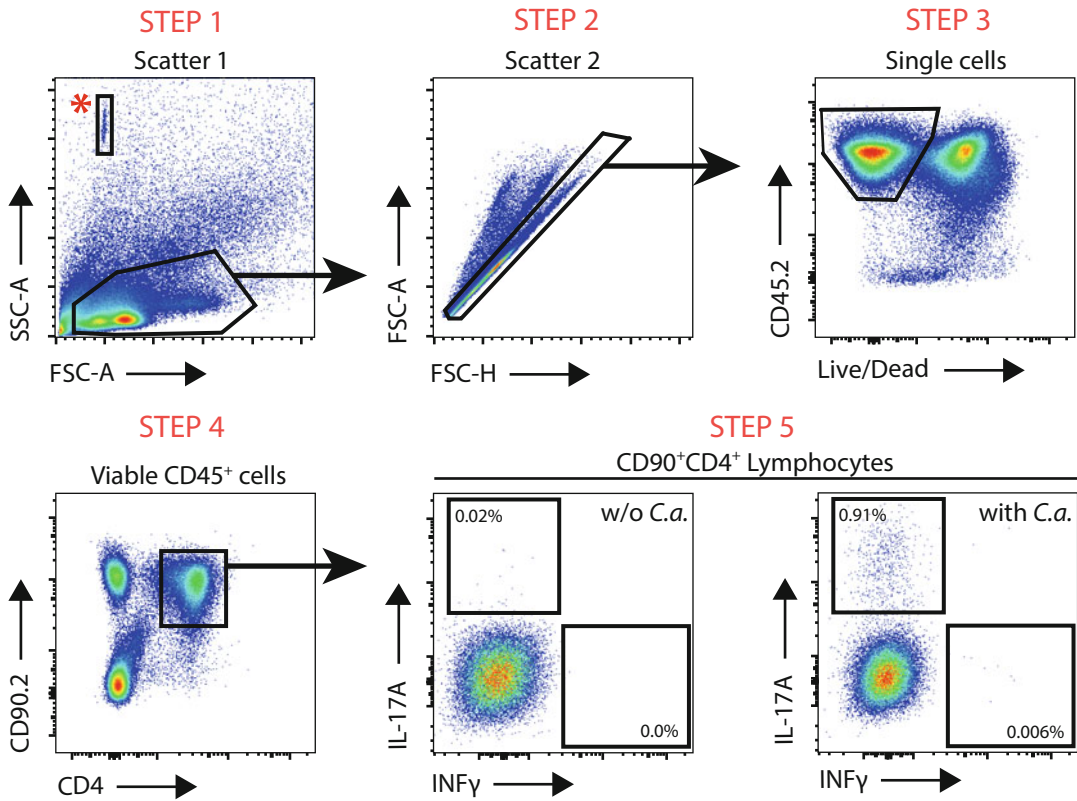 STEP 1
Scatter 1
*
SSC-A
FSC-A
STEP 2
Scatter 2
FSC-A
FSC-H
STEP 3
Single cells
CD45.2
Live/Dead
STEP 4
Viable CD45⁺ cells
CD90.2
CD4
STEP 5
CD90⁺CD4⁺ Lymphocytes
0.02%
w/o C.a.
0.0%
IL-17A
INFγ
0.91%
with C.a.
0.006%
IL-17A
INFγ